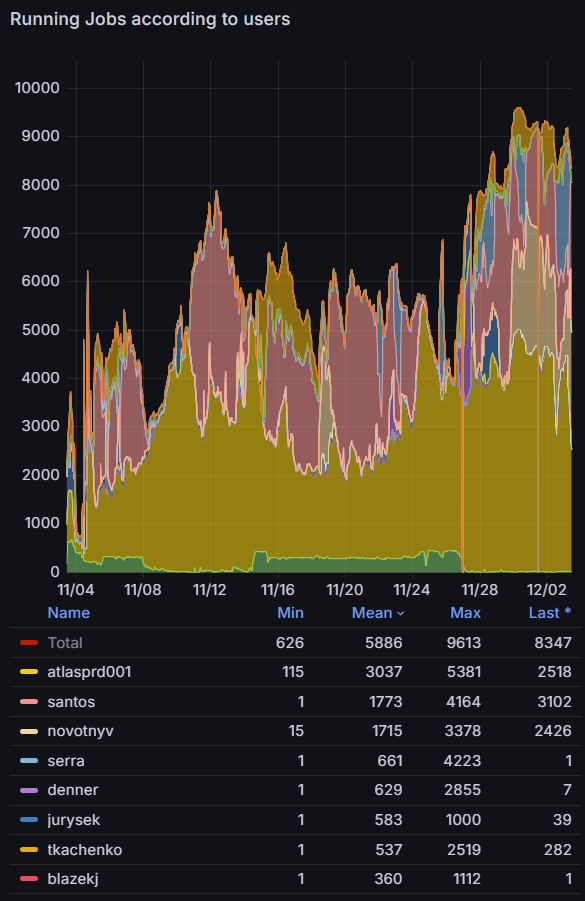 Running Jobs according to users
10000
9000
8000
7000
6000
5000
4000
3000
2000
1000
0
11/04 11/08 11/12 11/16 11/20 11/24 11/28 12/02
Name Min Mean Max Last *
Total 626 5886 9613 8347
atlasprd001 115 3037 5381 2518
santos 1 1773 4164 3102
novotnyv 15 1715 3378 2426
serra 1 661 4223 1
denner 1 629 2855 7
jurysek 1 583 1000 39
tkachenko 1 537 2519 282
blazekj 1 360 1112 1